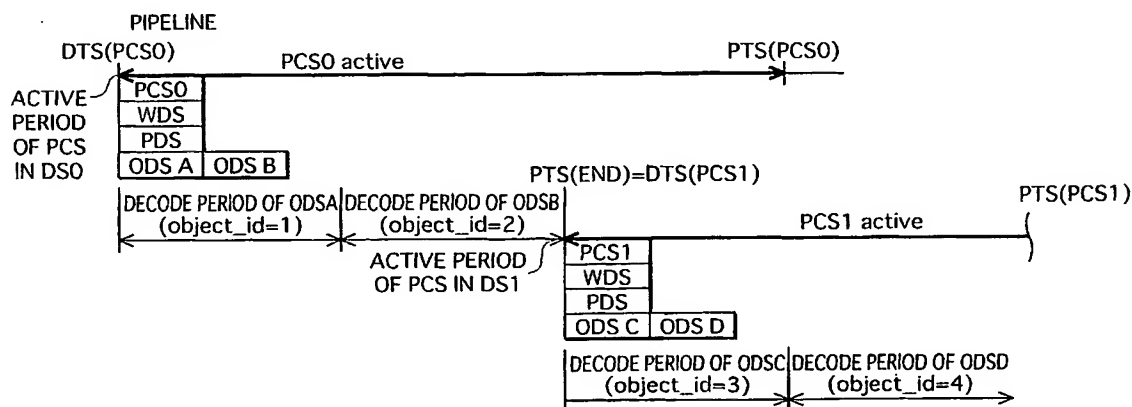 PIPELINE
DTS(PCS0)
PCS0 active
PTS(PCS0)
ACTIVE
PERIOD
OF PCS
IN DS0
PCS0
WDS
PDS
ODS A
ODS B
DECODE PERIOD OF ODSA
(object_id=1)
DECODE PERIOD OF ODSB
(object_id=2)
PTS(END)=DTS(PCS1)
PTS(PCS1)
PCS1 active
ACTIVE PERIOD
OF PCS IN DS1
PCS1
WDS
PDS
ODS C
ODS D
DECODE PERIOD OF ODSC
(object_id=3)
DECODE PERIOD OF ODSD
(object_id=4)